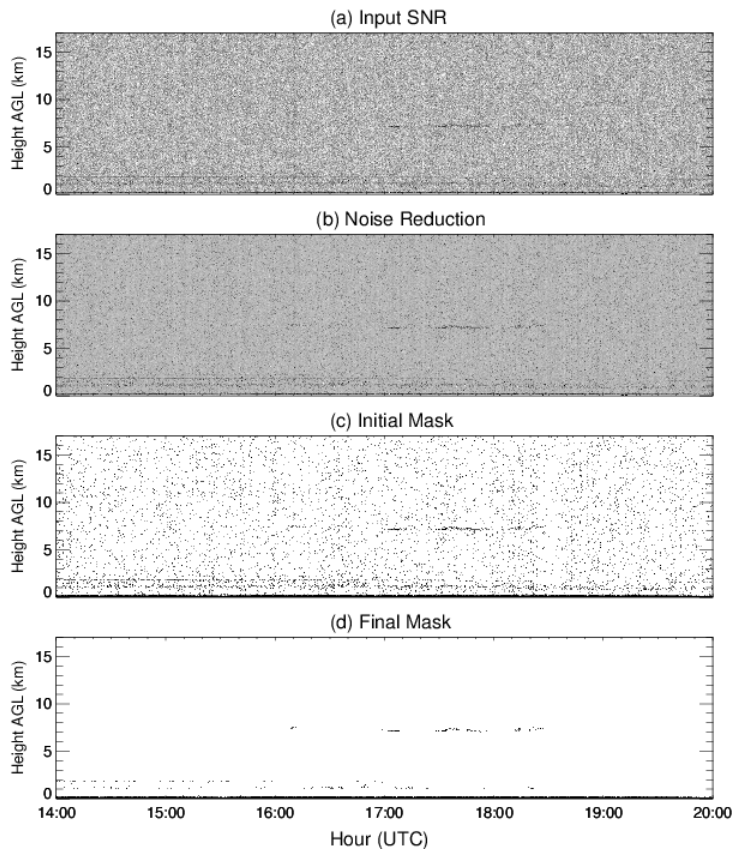 (a) Input SNR
15
10
5
0
Height AGL (km)
(b) Noise Reduction
15
10
5
0
Height AGL (km)
(c) Initial Mask
15
10
5
0
Height AGL (km)
(d) Final Mask
15
10
5
0
Height AGL (km)
14:00 15:00 16:00 17:00 18:00 19:00 20:00
Hour (UTC)